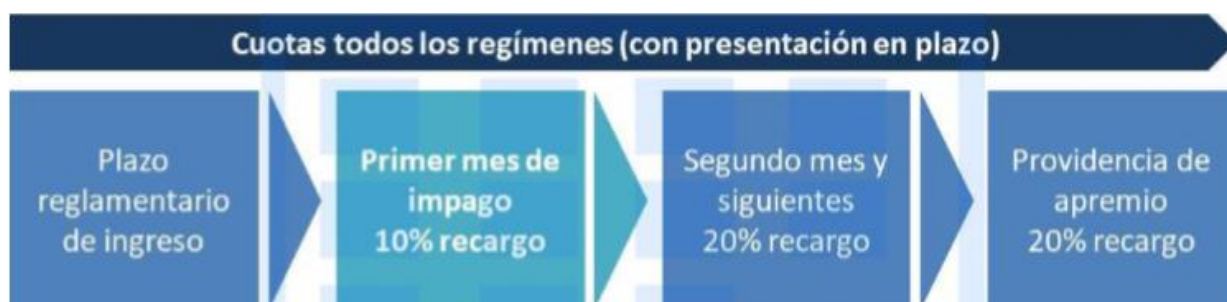 Cuotas todos los regímenes (con presentación en plazo)
Plazo
reglamentario
de ingreso
Primer mes de
impago
10% recargo
Segundo mes y
siguientes
20% recargo
Providencia de
apremio
20% recargo